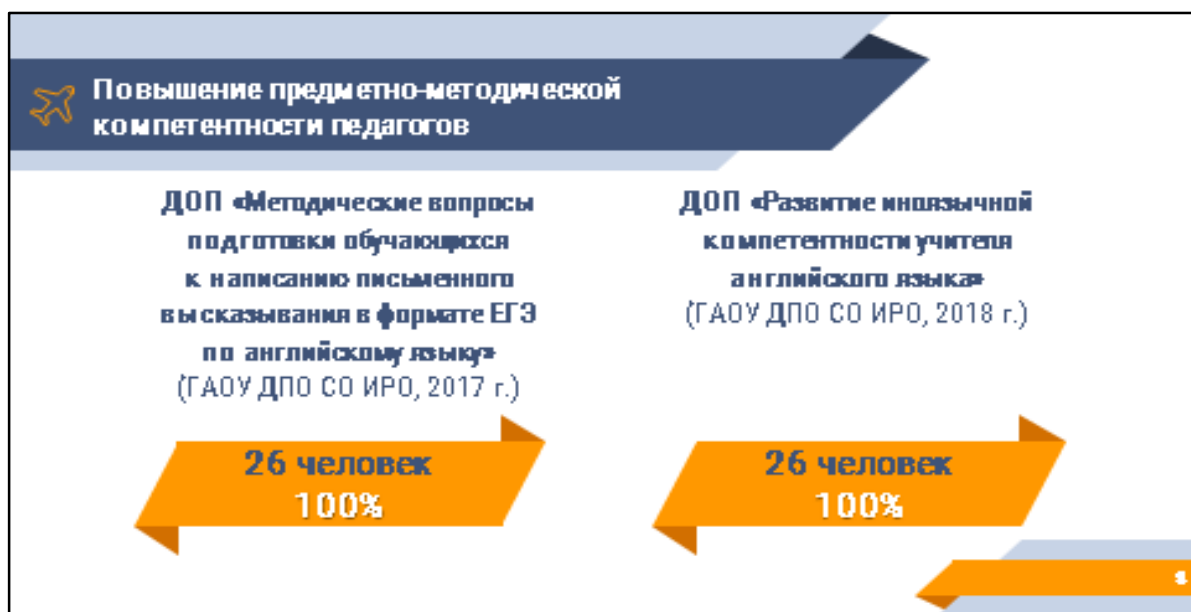 Повышение предметно-методической
компетентности педагогов
ДОП «Методические вопросы
подготовки обучающихся
к написанию письменного
высказывания в формате ЕГЭ
по английскому языку»
(ГАОУ ДПО СО ИРО, 2017 г.)
26 человек
100%
ДОП «Развитие иноязычной
компетентности учителя
английского языка»
(ГАОУ ДПО СО ИРО, 2018 г.)
26 человек
100%